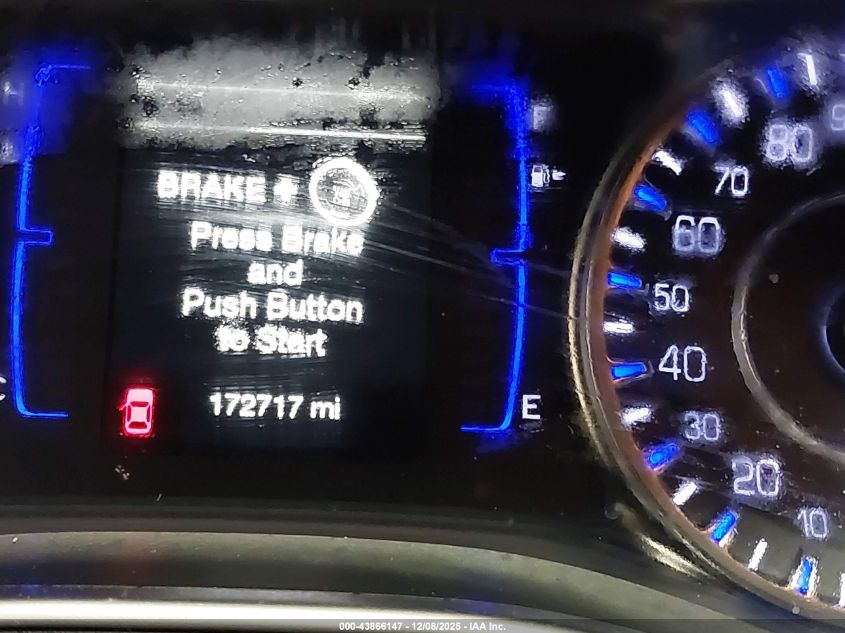 H
BRAKE +
Press Brake
and
Push Button
to Start
172717 mi
C
F
E
80
70
60
50
40
30
20
10
000-43866147 - 12/08/2025 - IAA Inc.